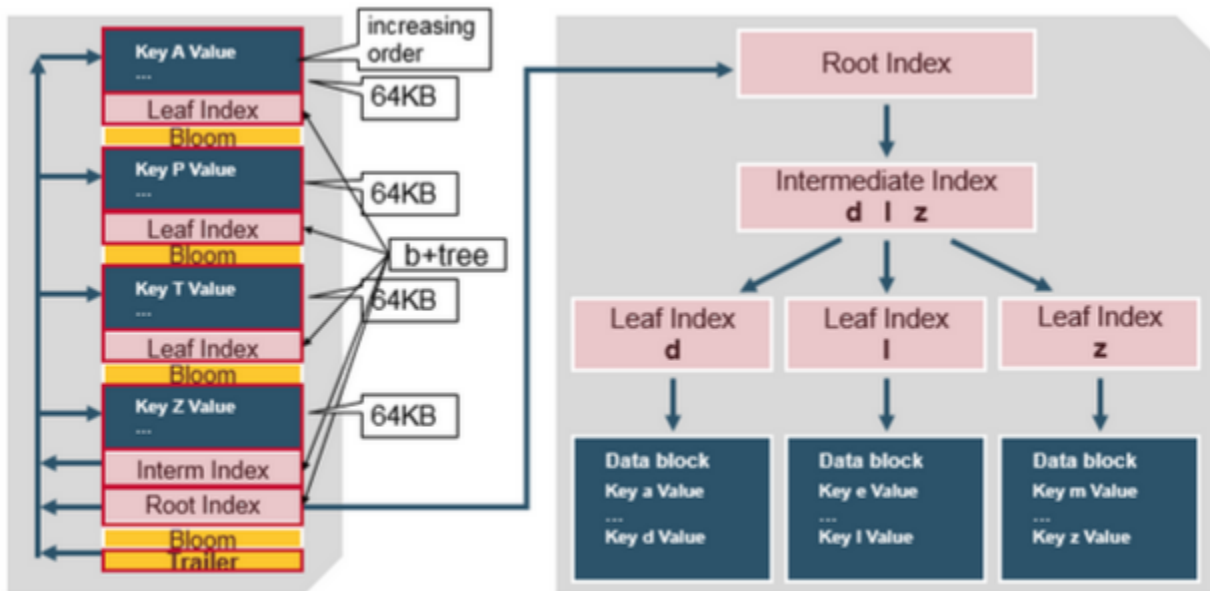 Key A Value
...
Leaf Index
Bloom
Key P Value
...
Leaf Index
Bloom
Key T Value
...
Leaf Index
Bloom
Key Z Value
...
Interm Index
Root Index
Bloom
Trailer
increasing
order
64KB
64KB
b+tree
64KB
64KB
Root Index
Intermediate Index
d l z
Leaf Index
d
Leaf Index
l
Leaf Index
z
Data block
Key a Value
...
Key d Value
Data block
Key e Value
...
Key l Value
Data block
Key m Value
...
Key z Value